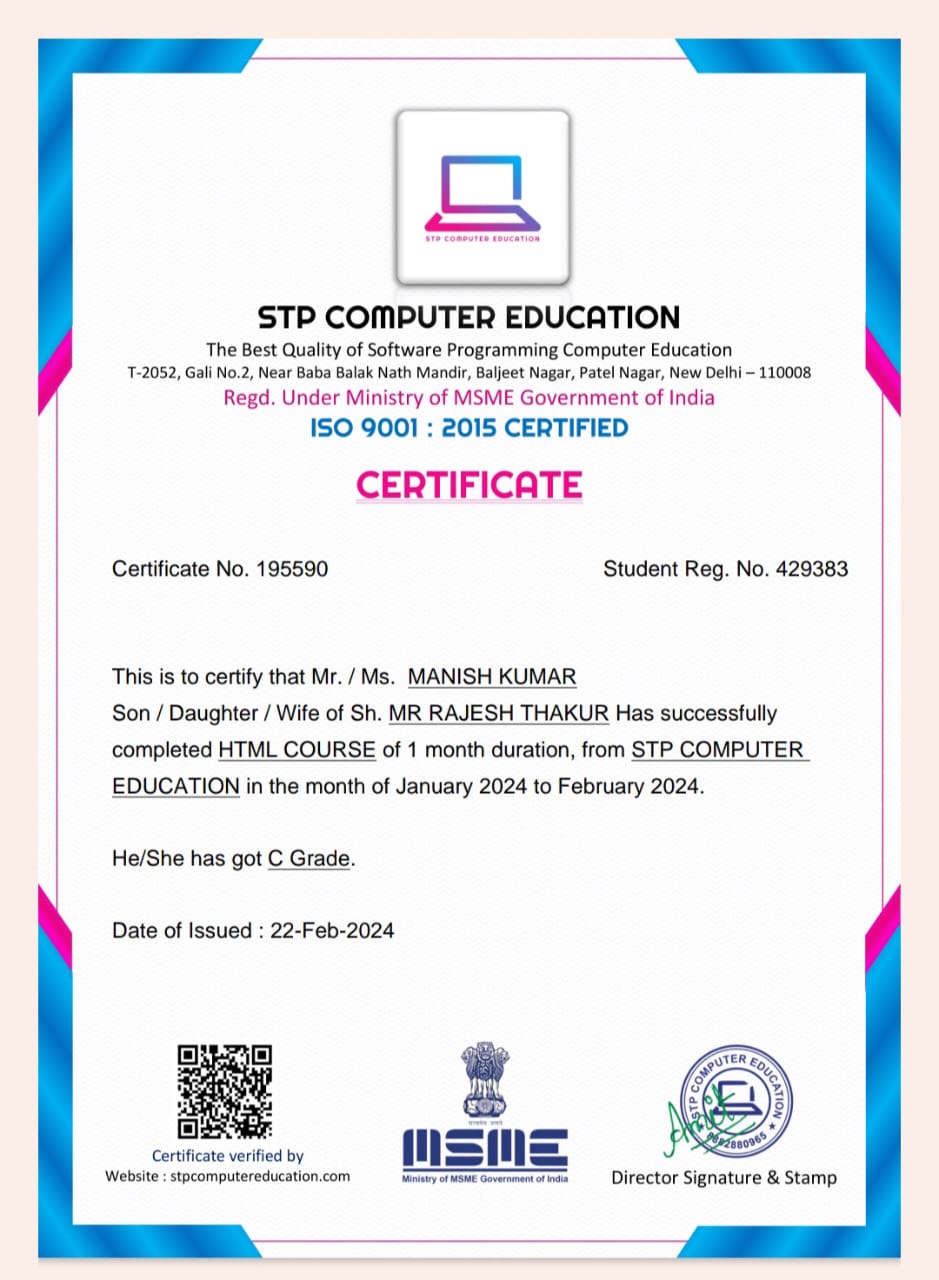 STP COMPUTER EDUCATION
STP COMPUTER EDUCATION
The Best Quality of Software Programming Computer Education
T-2052, Gali No.2, Near Baba Balak Nath Mandir, Baljeet Nagar, Patel Nagar, New Delhi – 110008
Regd. Under Ministry of MSME Government of India
ISO 9001 : 2015 CERTIFIED
CERTIFICATE
Certificate No. 195590
Student Reg. No. 429383
This is to certify that Mr. / Ms. MANISH KUMAR
Son / Daughter / Wife of Sh. MR RAJESH THAKUR Has successfully
completed HTML COURSE of 1 month duration, from STP COMPUTER
EDUCATION in the month of January 2024 to February 2024.
He/She has got C Grade.
Date of Issued : 22-Feb-2024
Certificate verified by
Website : stpcomputereducation.com
सत्यमेव जयते
MSME
Ministry of MSME Government of India
STP COMPUTER EDUCATION
Director Signature & Stamp